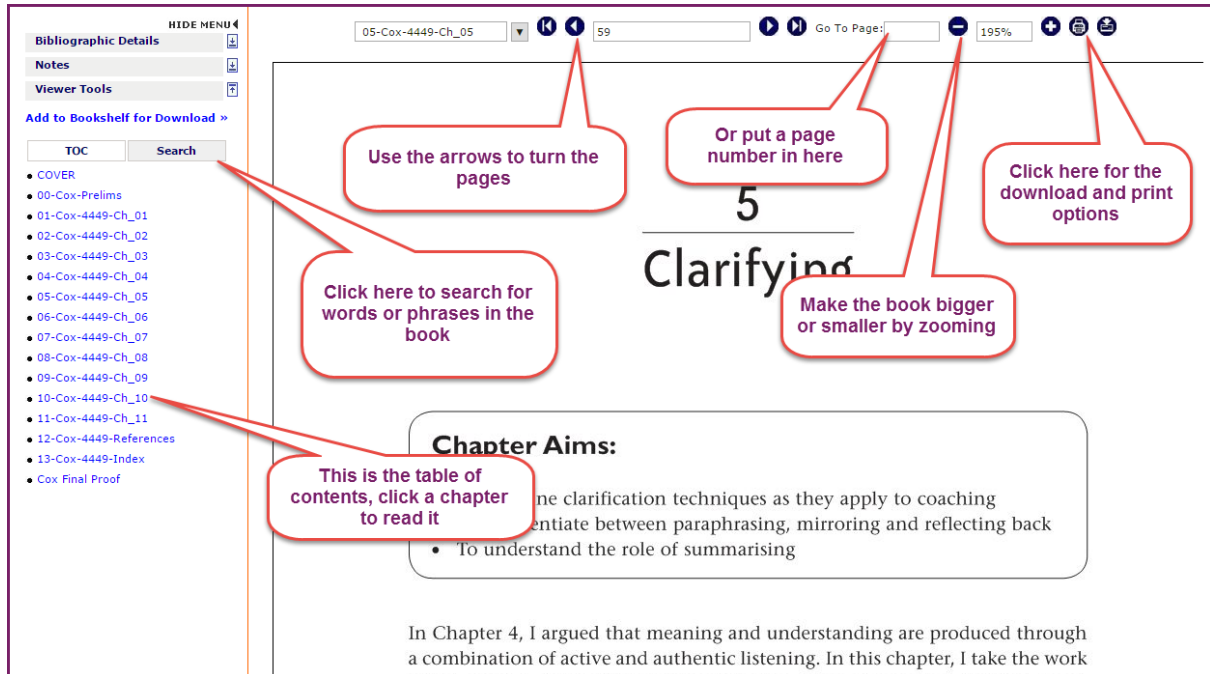 HIDE MENU
Bibliographic Details
Notes
Viewer Tools
Add to Bookshelf for Download »
TOC Search
COVER
00-Cox-Prelims
01-Cox-4449-Ch_01
02-Cox-4449-Ch_02
03-Cox-4449-Ch_03
04-Cox-4449-Ch_04
05-Cox-4449-Ch_05
06-Cox-4449-Ch_06
07-Cox-4449-Ch_07
08-Cox-4449-Ch_08
09-Cox-4449-Ch_09
10-Cox-4449-Ch_10
11-Cox-4449-Ch_11
12-Cox-4449-References
13-Cox-4449-Index
Cox Final Proof
05-Cox-4449-Ch_05 59 Go To Page: 195%
Use the arrows to turn the
pages
Or put a page
number in here
Click here for the
download and print
options
Click here to search for
words or phrases in the
book
Make the book bigger
or smaller by zooming
This is the table of
contents, click a chapter
to read it
5
Clarifying
Chapter Aims:
clarification techniques as they apply to coaching
between paraphrasing, mirroring and reflecting back
• To understand the role of summarising
In Chapter 4, I argued that meaning and understanding are produced through
a combination of active and authentic listening. In this chapter, I take the work